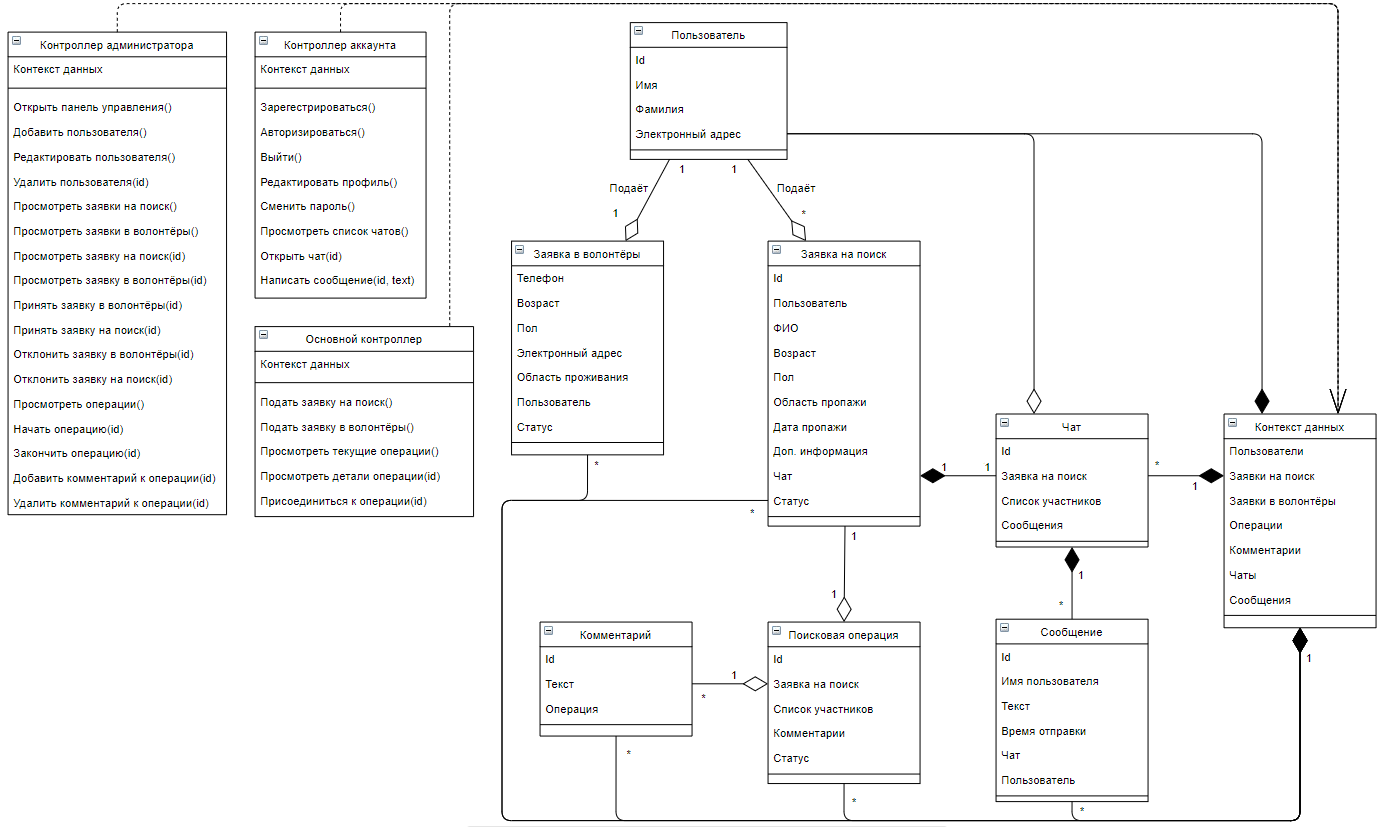 Контроллер администратора
Контекст данных
Открыть панель управления()
Добавить пользователя()
Редактировать пользователя()
Удалить пользователя(id)
Просмотреть заявки на поиск()
Просмотреть заявки в волонтёры()
Просмотреть заявку на поиск(id)
Просмотреть заявку в волонтёры(id)
Принять заявку в волонтёры(id)
Принять заявку на поиск(id)
Отклонить заявку в волонтёры(id)
Отклонить заявку на поиск(id)
Просмотреть операции()
Начать операцию(id)
Закончить операцию(id)
Добавить комментарий к операции(id)
Удалить комментарий к операции(id)
Контроллер аккаунта
Контекст данных
Зарегестрироваться()
Авторизироваться()
Выйти()
Редактировать профиль()
Сменить пароль()
Просмотреть список чатов()
Открыть чат(id)
Написать сообщение(id, text)
Основной контроллер
Контекст данных
Подать заявку на поиск()
Подать заявку в волонтёры()
Просмотреть текущие операции()
Просмотреть детали операции(id)
Присоединиться к операции(id)
Пользователь
Id
Имя
Фамилия
Электронный адрес
1
1
Подаёт
Подаёт
1
*
Заявка в волонтёры
Телефон
Возраст
Пол
Электронный адрес
Область проживания
Пользователь
Статус
*
Заявка на поиск
Id
Пользователь
ФИО
Возраст
Пол
Область пропажи
Дата пропажи
Доп. информация
Чат
Статус
*
1
1
1
1
Чат
Id
Заявка на поиск
Список участников
Сообщения
*
1
1
*
Контекст данных
Пользователи
Заявки на поиск
Заявки в волонтёры
Операции
Комментарии
Чаты
Сообщения
1
Комментарий
Id
Текст
Операция
*
1
*
Поисковая операция
Id
Заявка на поиск
Список участников
Комментарии
Статус
*
Сообщение
Id
Имя пользователя
Текст
Время отправки
Чат
Пользователь
*